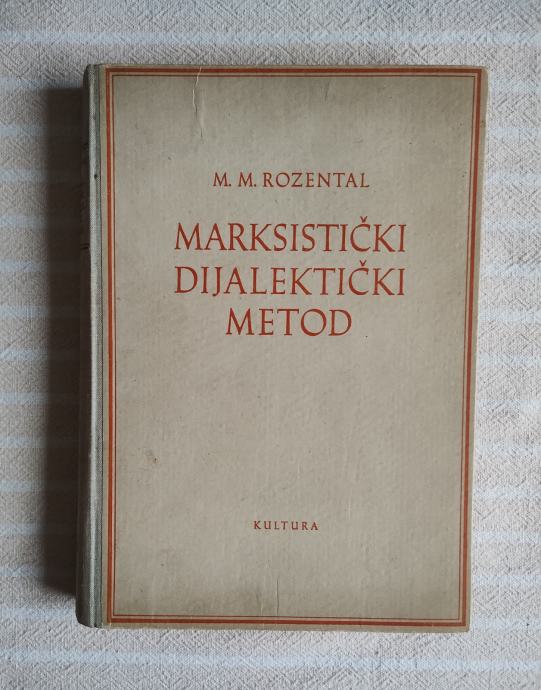 M. M. ROZENTAL
MARKSISTIČKI
DIJALEKTIČKI
METOD
KULTURA